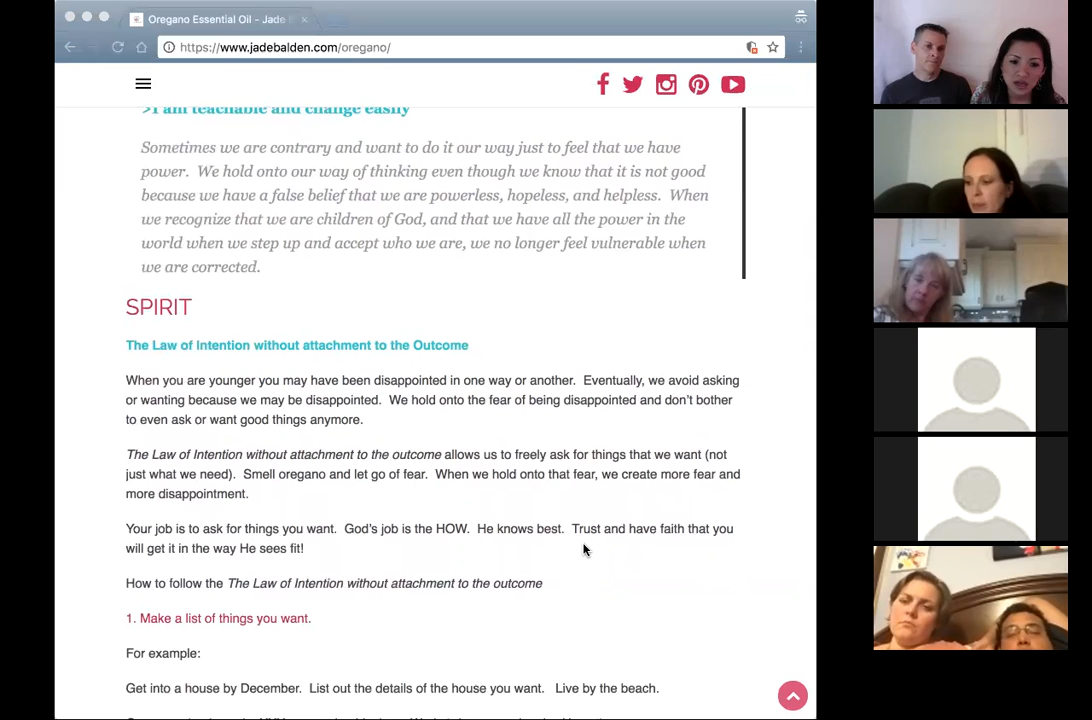 Oregano Essential Oil - Jade B
https://www.jadebalden.com/oregano/
>I am teachable and change easily
Sometimes we are contrary and want to do it our way just to feel that we have
power.  We hold onto our way of thinking even though we know that it is not good
because we have a false belief that we are powerless, hopeless, and helpless.  When
we recognize that we are children of God, and that we have all the power in the
world when we step up and accept who we are, we no longer feel vulnerable when
we are corrected.
SPIRIT
The Law of Intention without attachment to the Outcome
When you are younger you may have been disappointed in one way or another.  Eventually, we avoid asking
or wanting because we may be disappointed.  We hold onto the fear of being disappointed and don't bother
to even ask or want good things anymore.
The Law of Intention without attachment to the outcome allows us to freely ask for things that we want (not
just what we need).  Smell oregano and let go of fear.  When we hold onto that fear, we create more fear and
more disappointment.
Your job is to ask for things you want.  God's job is the HOW.  He knows best.  Trust and have faith that you
will get it in the way He sees fit!
How to follow the The Law of Intention without attachment to the outcome
1. Make a list of things you want.
For example:
Get into a house by December.  List out the details of the house you want.   Live by the beach.